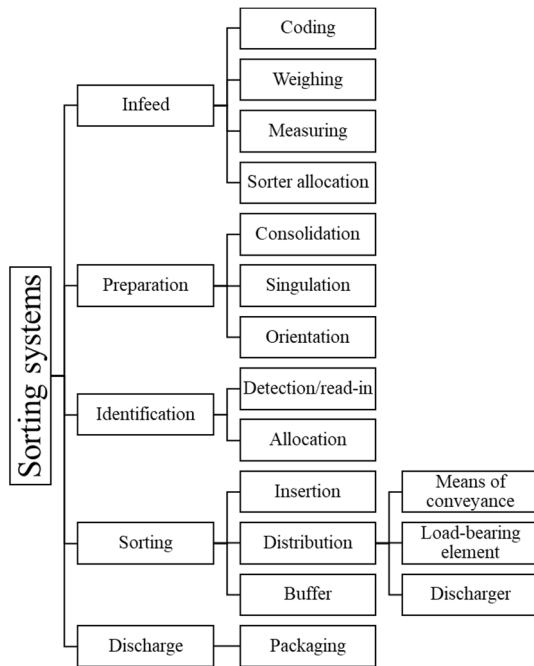 Sorting systems
Infeed
Coding
Weighing
Measuring
Sorter allocation
Preparation
Consolidation
Singulation
Orientation
Identification
Detection/read-in
Allocation
Sorting
Insertion
Distribution
Means of
conveyance
Load-bearing
element
Discharger
Buffer
Discharge
Packaging